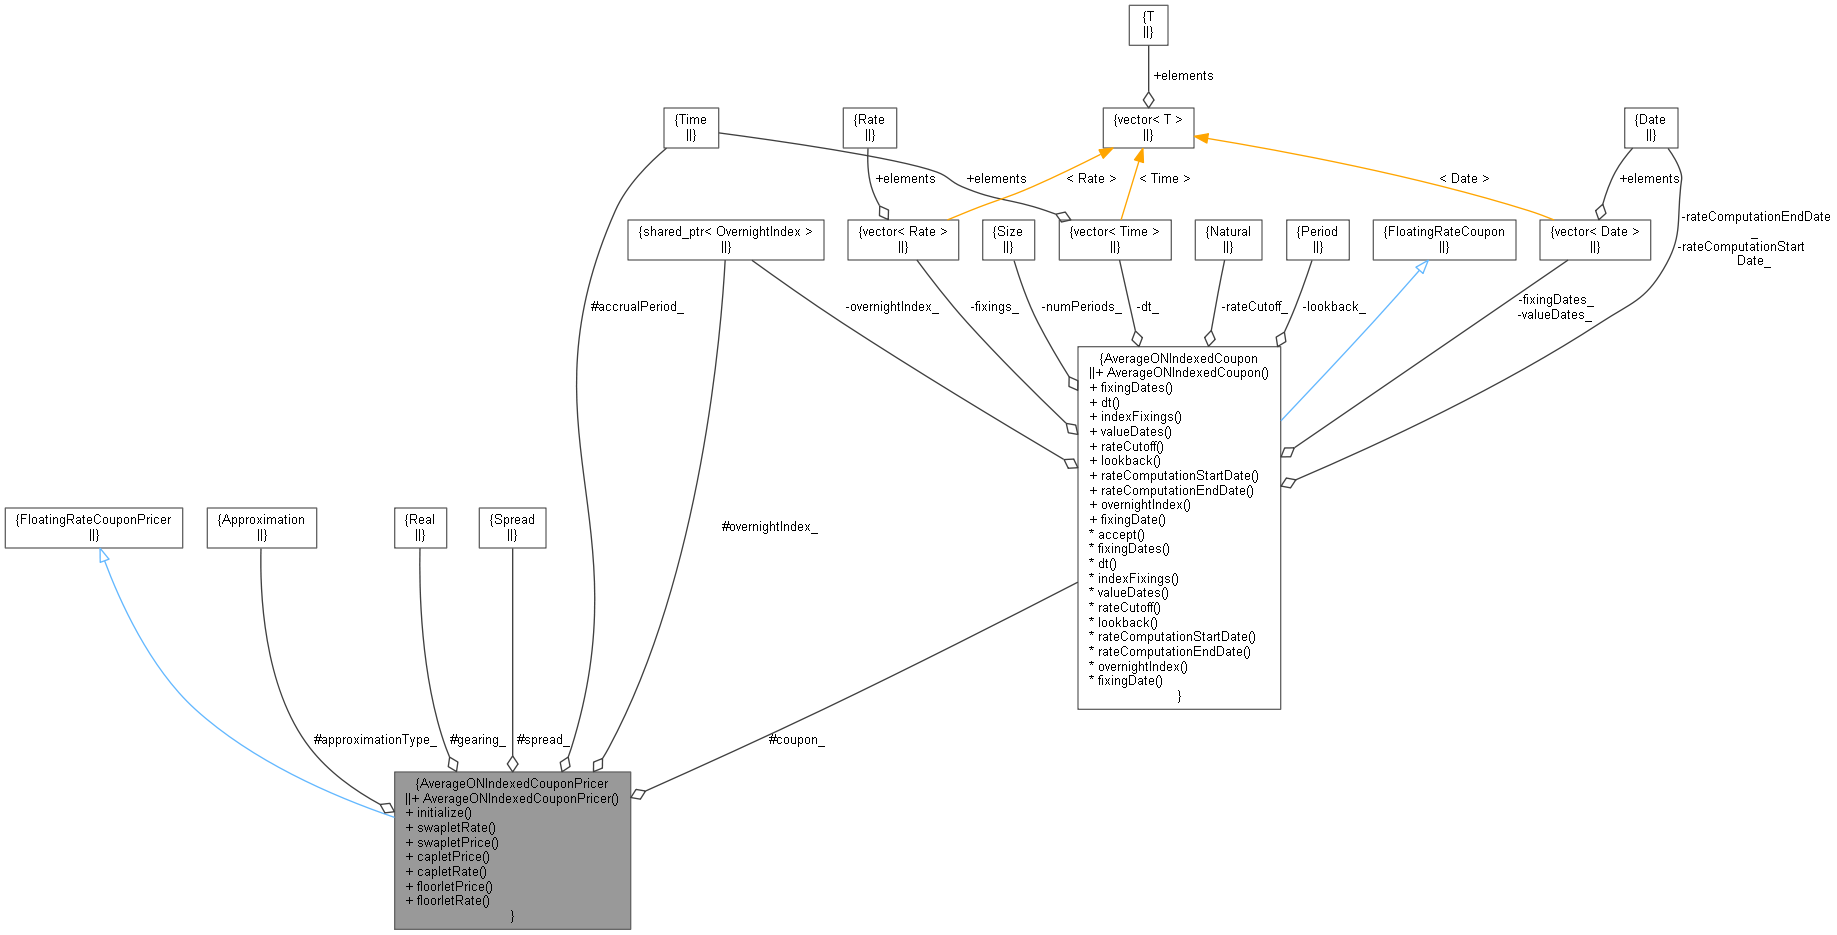 {T
||}
+elements
{Time
||}
{Rate
||}
{vector< T >
||}
{Date
||}
+elements
+elements
< Rate >
< Time >
< Date >
+elements
-rateComputationEndDate
_
-rateComputationStart
Date_
{shared_ptr< OvernightIndex >
||}
{vector< Rate >
||}
{Size
||}
{vector< Time >
||}
{Natural
||}
{Period
||}
{FloatingRateCoupon
||}
{vector< Date >
||}
#accrualPeriod_
-overnightIndex_
-fixings_
-numPeriods_
-dt_
-rateCutoff_
-lookback_
-fixingDates_
-valueDates_
{AverageONIndexedCoupon
||+ AverageONIndexedCoupon()
+ fixingDates()
+ dt()
+ indexFixings()
+ valueDates()
+ rateCutoff()
+ lookback()
+ rateComputationStartDate()
+ rateComputationEndDate()
+ overnightIndex()
+ fixingDate()
* accept()
* fixingDates()
* dt()
* indexFixings()
* valueDates()
* rateCutoff()
* lookback()
* rateComputationStartDate()
* rateComputationEndDate()
* overnightIndex()
* fixingDate()
}
{FloatingRateCouponPricer
||}
{Approximation
||}
{Real
||}
{Spread
||}
#overnightIndex_
#approximationType_
#gearing_
#spread_
#coupon_
{AverageONIndexedCouponPricer
||+ AverageONIndexedCouponPricer()
+ initialize()
+ swapletRate()
+ swapletPrice()
+ capletPrice()
+ capletRate()
+ floorletPrice()
+ floorletRate()
}